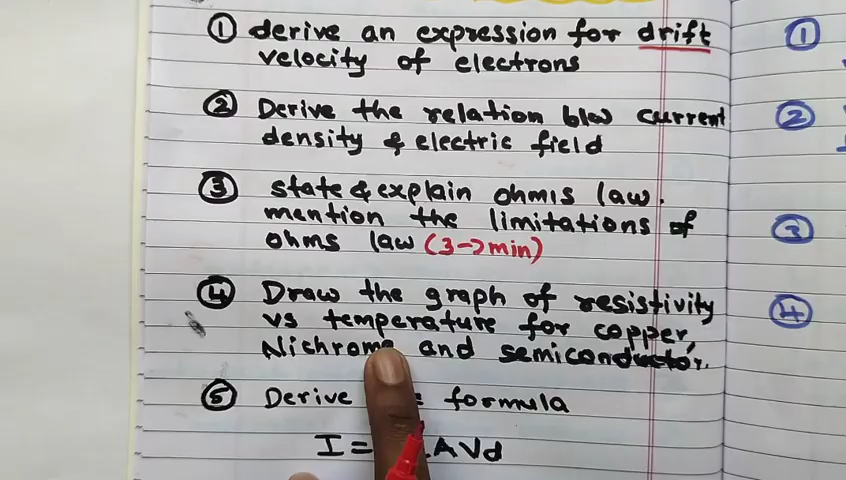 ① derive an expression for drift
velocity of electrons
② Derive the relation blw current
density & electric field
③ state & explain ohmis law.
mention the limitations of
ohms law (3→min)
④ Draw the graph of resistivity
vs temperature for copper,
Nichrome and semiconductor.
⑤ Derive formula
I = AVd
①
②
③
④